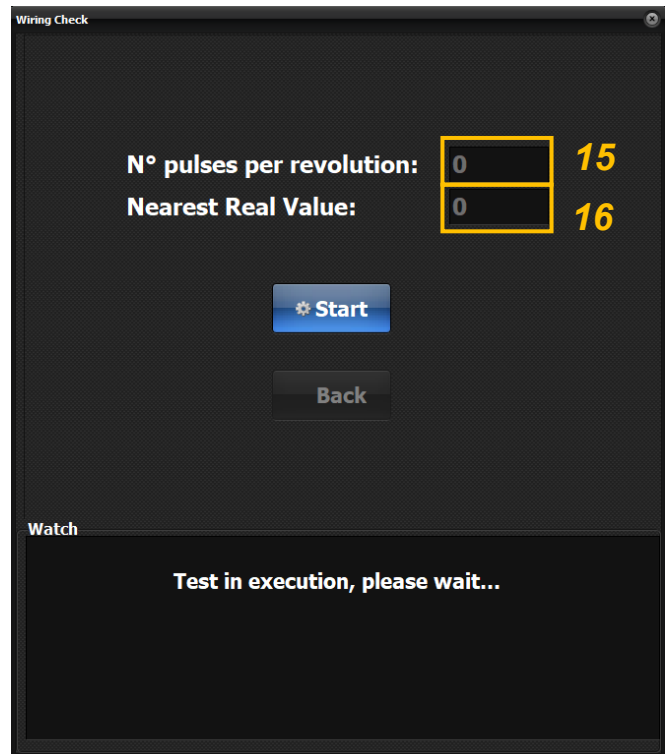 Wiring Check
N° pulses per revolution: 0 15
Nearest Real Value: 0 16
Start
Back
Watch
Test in execution, please wait...